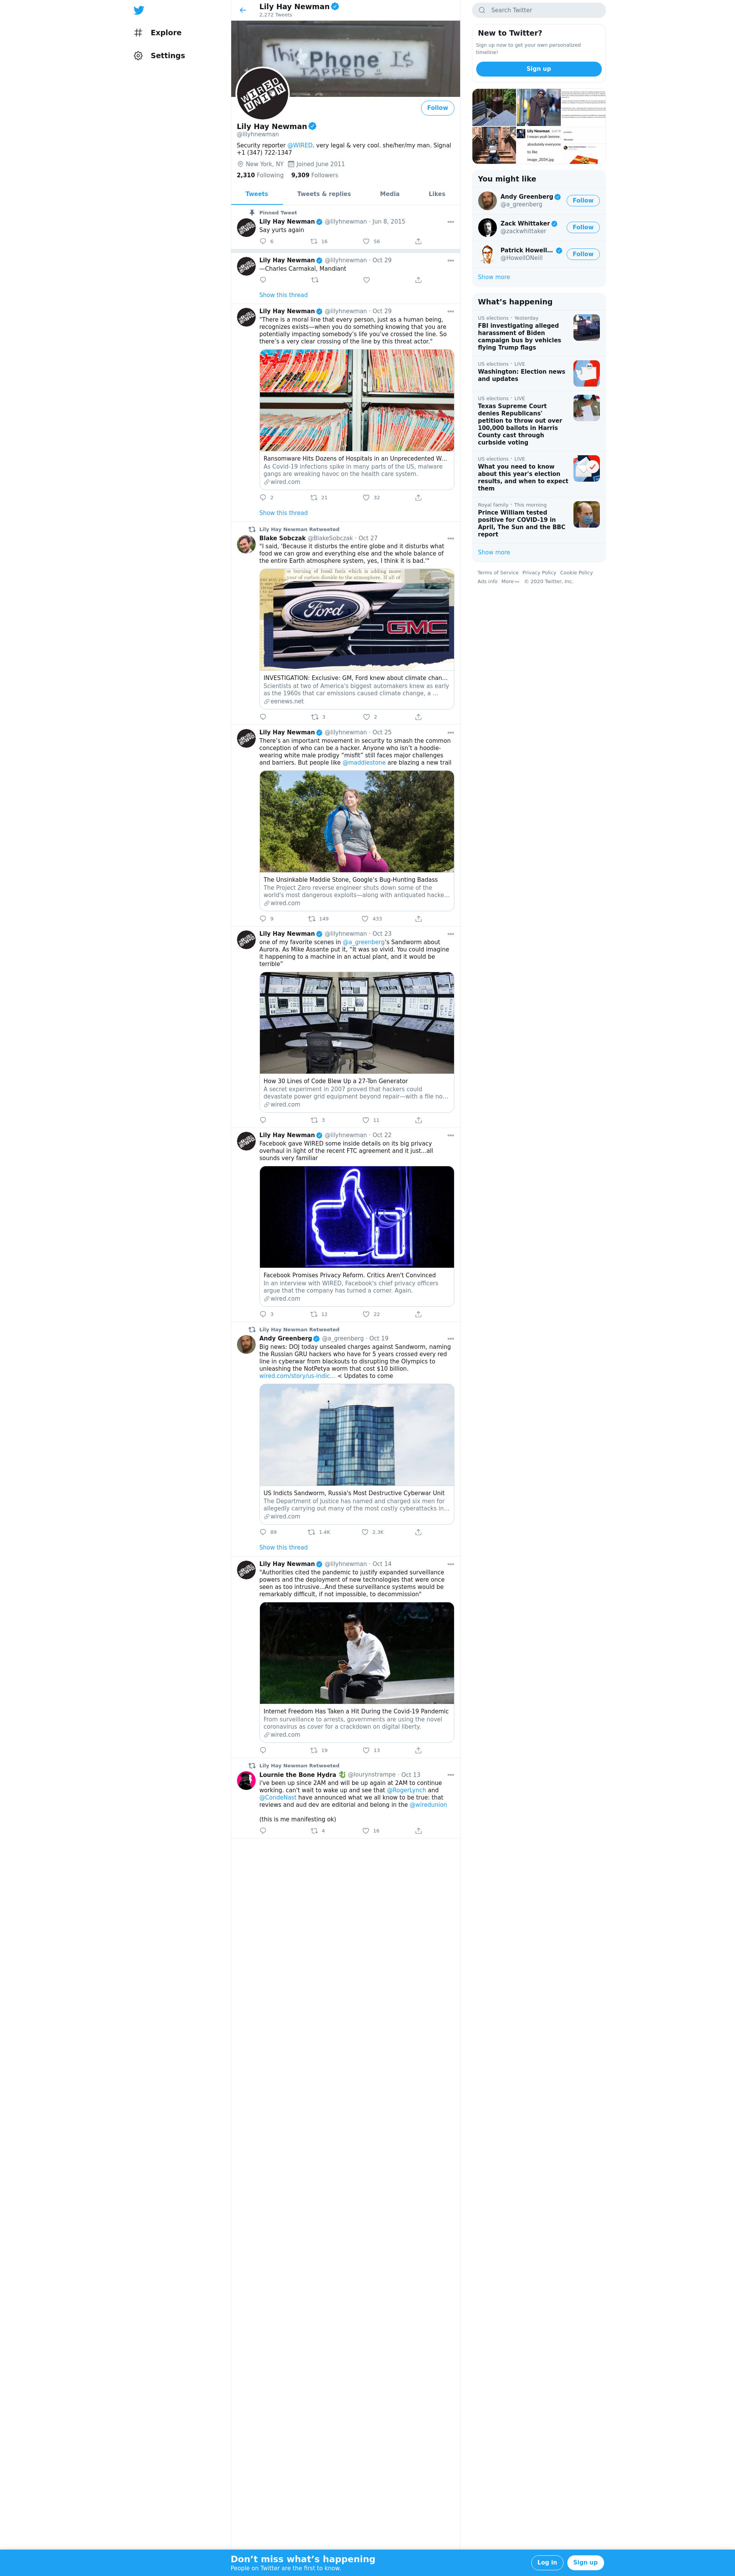 Explore
Settings
Lily Hay Newman
2,272 Tweets
This Phone Is
TAPPED
WIRED
UNION
Follow
Lily Hay Newman
@lilyhnewman
Security reporter @WIRED. very legal & very cool. she/her/my man. Signal
+1 (347) 722-1347
New York, NY Joined June 2011
2,310 Following 9,309 Followers
Tweets Tweets & replies Media Likes
Pinned Tweet
Lily Hay Newman @lilyhnewman · Jun 8, 2015
Say yurts again
6 16 56
Lily Hay Newman @lilyhnewman · Oct 29
—Charles Carmakal, Mandiant
Show this thread
Lily Hay Newman @lilyhnewman · Oct 29
"There is a moral line that every person, just as a human being,
recognizes exists—when you do something knowing that you are
potentially impacting somebody's life you've crossed the line. So
there's a very clear crossing of the line by this threat actor."
Ransomware Hits Dozens of Hospitals in an Unprecedented W...
As Covid-19 infections spike in many parts of the US, malware
gangs are wreaking havoc on the health care system.
wired.com
2 21 32
Show this thread
Lily Hay Newman Retweeted
Blake Sobczak @BlakeSobczak · Oct 27
"I said, 'Because it disturbs the entire globe and it disturbs what
food we can grow and everything else and the whole balance of
the entire Earth atmosphere system, yes, I think it is bad.'"
he burning of fossil fuels which is adding more
Ford
GMC
INVESTIGATION: Exclusive: GM, Ford knew about climate chan...
Scientists at two of America's biggest automakers knew as early
as the 1960s that car emissions caused climate change, a ...
eenews.net
3 2
Lily Hay Newman @lilyhnewman · Oct 25
There's an important movement in security to smash the common
conception of who can be a hacker. Anyone who isn't a hoodie-
wearing white male prodigy "misfit" still faces major challenges
and barriers. But people like @maddiestone are blazing a new trail
The Unsinkable Maddie Stone, Google's Bug-Hunting Badass
The Project Zero reverse engineer shuts down some of the
world's most dangerous exploits—along with antiquated hacke...
wired.com
9 149 433
Lily Hay Newman @lilyhnewman · Oct 23
one of my favorite scenes in @a_greenberg's Sandworm about
Aurora. As Mike Assante put it, "It was so vivid. You could imagine
it happening to a machine in an actual plant, and it would be
terrible"
How 30 Lines of Code Blew Up a 27-Ton Generator
A secret experiment in 2007 proved that hackers could
devastate power grid equipment beyond repair—with a file no...
wired.com
5 11
Lily Hay Newman @lilyhnewman · Oct 22
Facebook gave WIRED some inside details on its big privacy
overhaul in light of the recent FTC agreement and it just...all
sounds very familiar
Facebook Promises Privacy Reform. Critics Aren't Convinced
In an interview with WIRED, Facebook's chief privacy officers
argue that the company has turned a corner. Again.
wired.com
3 12 22
Lily Hay Newman Retweeted
Andy Greenberg @a_greenberg · Oct 19
Big news: DOJ today unsealed charges against Sandworm, naming
the Russian GRU hackers who have for 5 years crossed every red
line in cyberwar from blackouts to disrupting the Olympics to
unleashing the NotPetya worm that cost $10 billion.
wired.com/story/us-indic... < Updates to come
US Indicts Sandworm, Russia's Most Destructive Cyberwar Unit
The Department of Justice has named and charged six men for
allegedly carrying out many of the most costly cyberattacks in...
wired.com
89 1.4K 2.3K
Show this thread
Lily Hay Newman @lilyhnewman · Oct 14
"Authorities cited the pandemic to justify expanded surveillance
powers and the deployment of new technologies that were once
seen as too intrusive...And these surveillance systems would be
remarkably difficult, if not impossible, to decommission"
Internet Freedom Has Taken a Hit During the Covid-19 Pandemic
From surveillance to arrests, governments are using the novel
coronavirus as cover for a crackdown on digital liberty.
wired.com
19 13
Lily Hay Newman Retweeted
Lournie the Bone Hydra @lournstrampe · Oct 13
I've been up since 2AM and will be up again at 2AM to continue
working. can't wait to wake up and see that @RogerLynch and
@CondeNast have announced what we all know to be true: that
reviews and aud dev are editorial and belong in the @wiredunion
(this is me manifesting ok)
4 16
Search Twitter
New to Twitter?
Sign up now to get your own personalized
timeline!
Sign up
You might like
Andy Greenberg
@a_greenberg
Follow
Zack Whittaker
@zackwhittaker
Follow
Patrick Howell...
@HowellONeill
Follow
Show more
What's happening
US elections · Yesterday
FBI investigating alleged
harassment of Biden
campaign bus by vehicles
flying Trump flags
US elections · LIVE
Washington: Election news
and updates
US elections · LIVE
Texas Supreme Court
denies Republicans'
petition to throw out over
100,000 ballots in Harris
County cast through
curbside voting
US elections · LIVE
What you need to know
about this year's election
results, and when to expect
them
Royal family · This morning
Prince William tested
positive for COVID-19 in
April, The Sun and the BBC
report
Show more
Terms of Service Privacy Policy Cookie Policy
Ads info More © 2020 Twitter, Inc.
Don't miss what's happening
People on Twitter are the first to know.
Log in Sign up